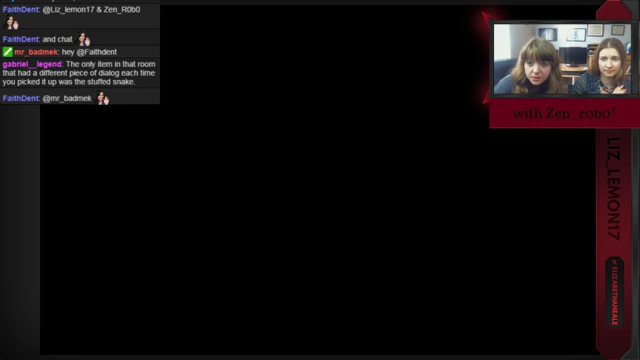 FaithDent: @Liz_lemon17 & Zen_R0b0
FaithDent: and chat
mr_badmek: hey @Faithdent
gabriel__legend: The only item in that room
that had a different piece of dialog each time
you picked it up was the stuffed snake.
FaithDent: @mr_badmek
with Zen_robo!
LIZ_LEMON17
@ELIZABETHANEALE